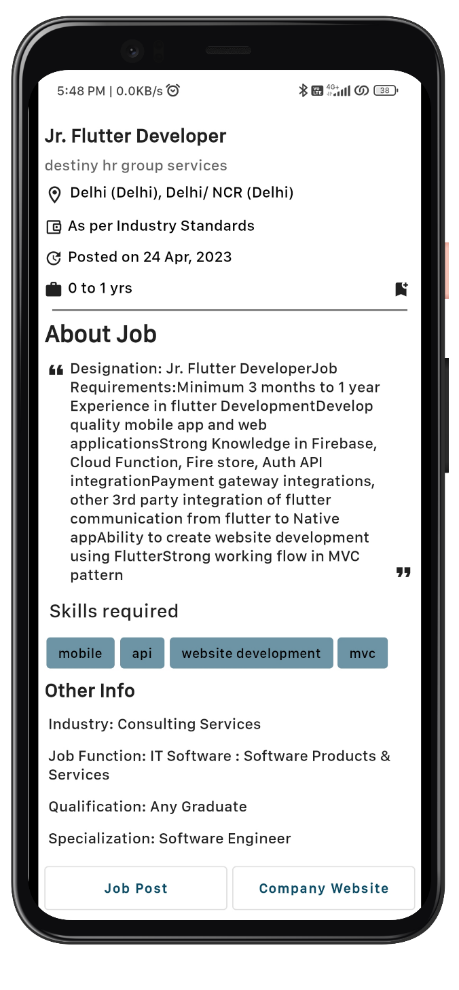 5:48 PM | 0.0KB/s
4G+
38
Jr. Flutter Developer
destiny hr group services
Delhi (Delhi), Delhi/ NCR (Delhi)
As per Industry Standards
Posted on 24 Apr, 2023
0 to 1 yrs
About Job
Designation: Jr. Flutter DeveloperJob
Requirements:Minimum 3 months to 1 year
Experience in flutter DevelopmentDevelop
quality mobile app and web
applicationsStrong Knowledge in Firebase,
Cloud Function, Fire store, Auth API
integrationPayment gateway integrations,
other 3rd party integration of flutter
communication from flutter to Native
appAbility to create website development
using FlutterStrong working flow in MVC
pattern
Skills required
mobile api website development mvc
Other Info
Industry: Consulting Services
Job Function: IT Software : Software Products &
Services
Qualification: Any Graduate
Specialization: Software Engineer
Job Post Company Website